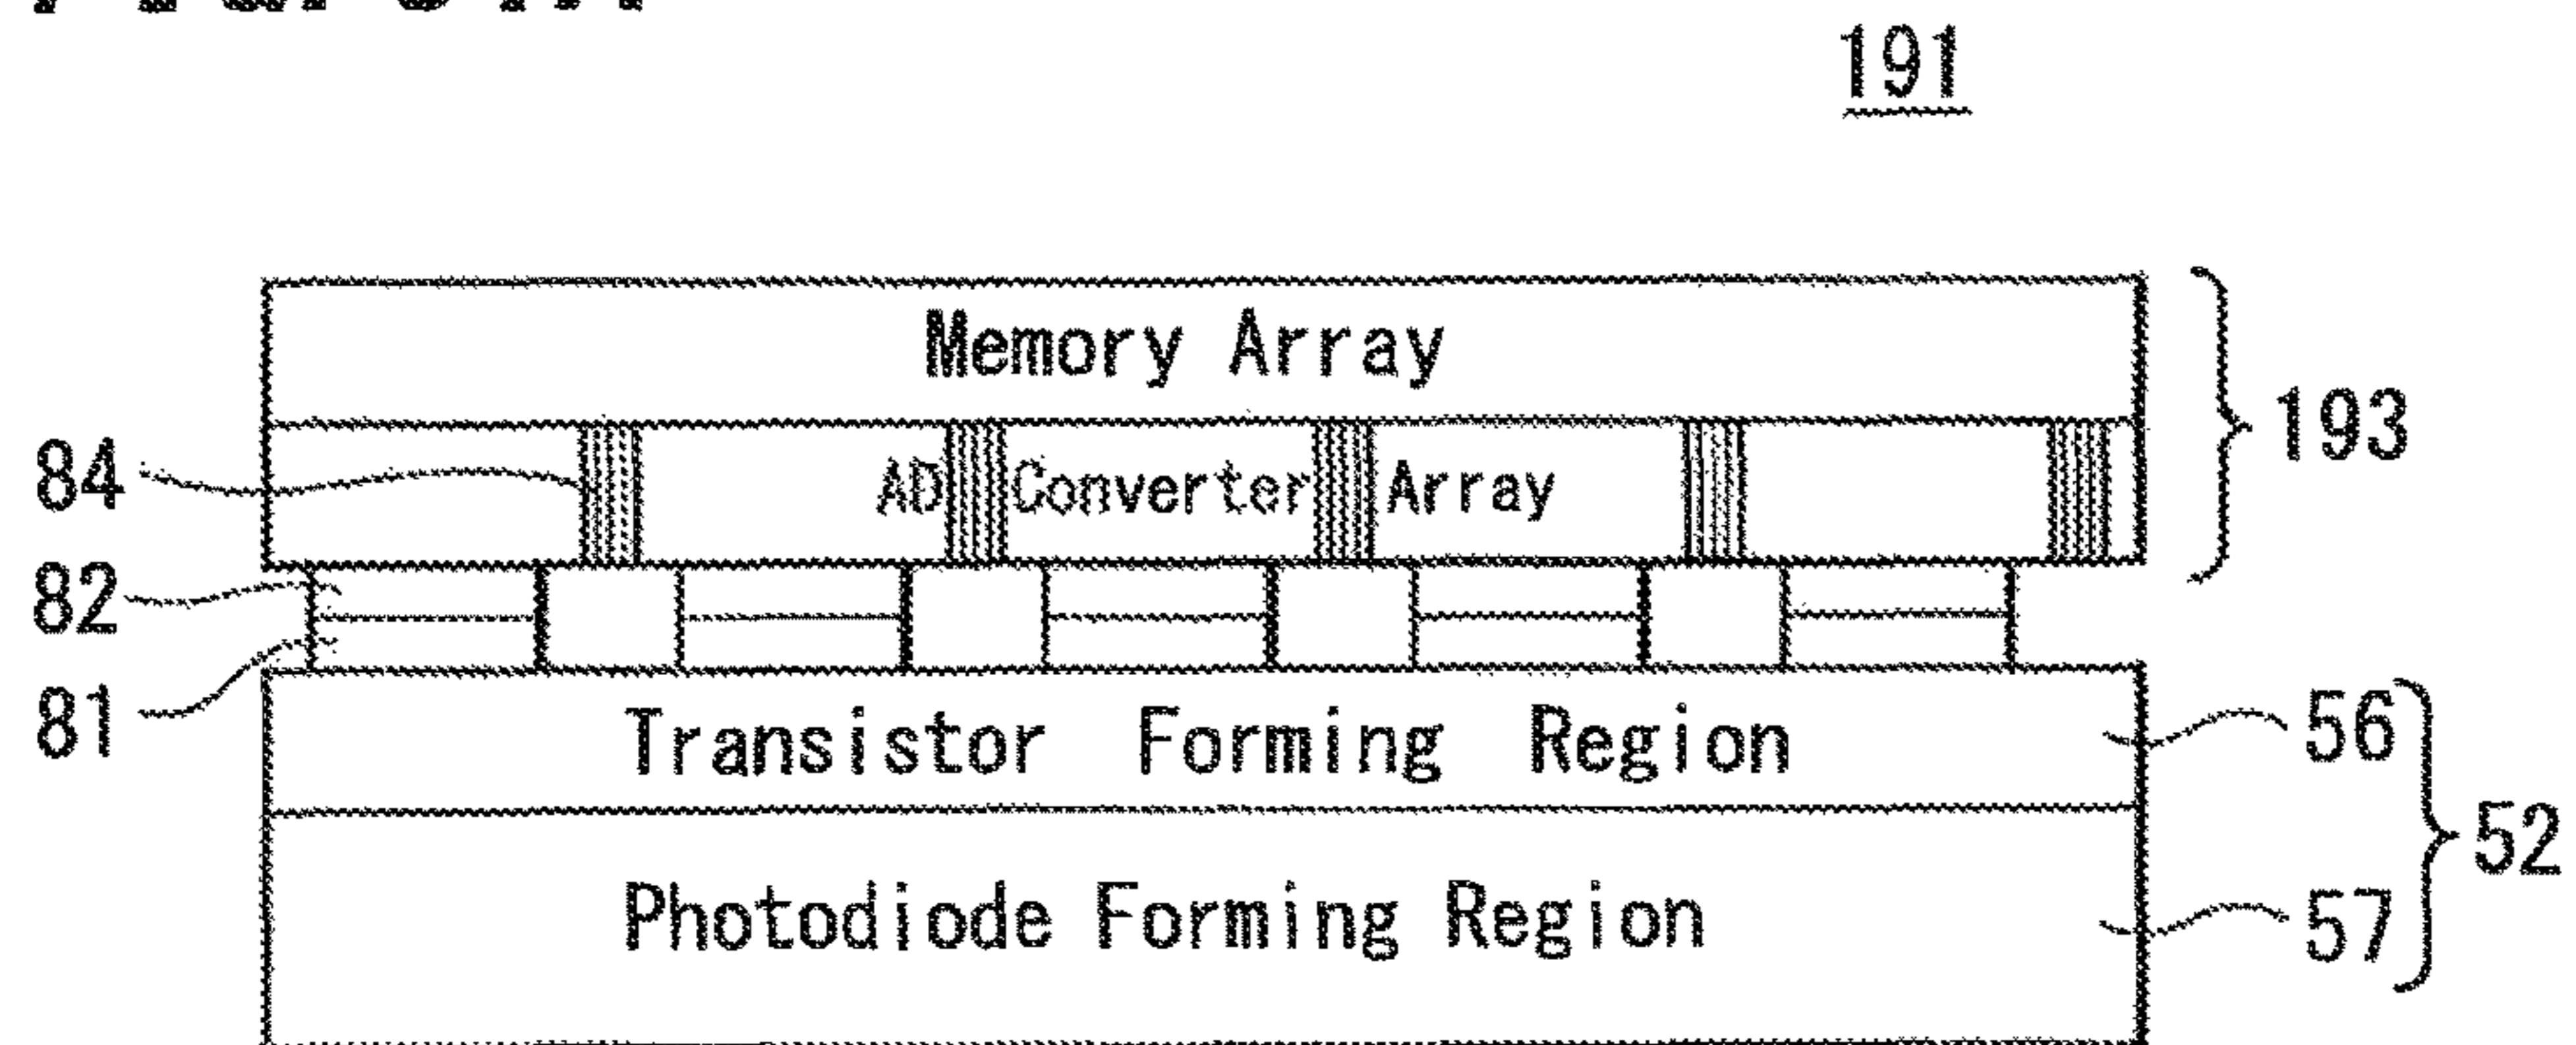 191
Memory Array
193
84
AD Converter Array
82
81
Transistor Forming Region
56
52
Photodiode Forming Region
57